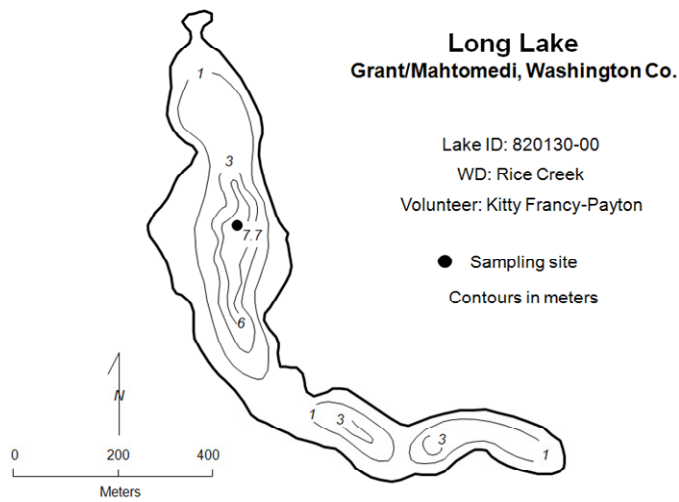 Long Lake
Grant/Mahtomedi, Washington Co.
Lake ID: 820130-00
WD: Rice Creek
Volunteer: Kitty Francy-Payton
Sampling site
Contours in meters
1
3
7.7
6
1
3
3
1
N
0 200 400
Meters